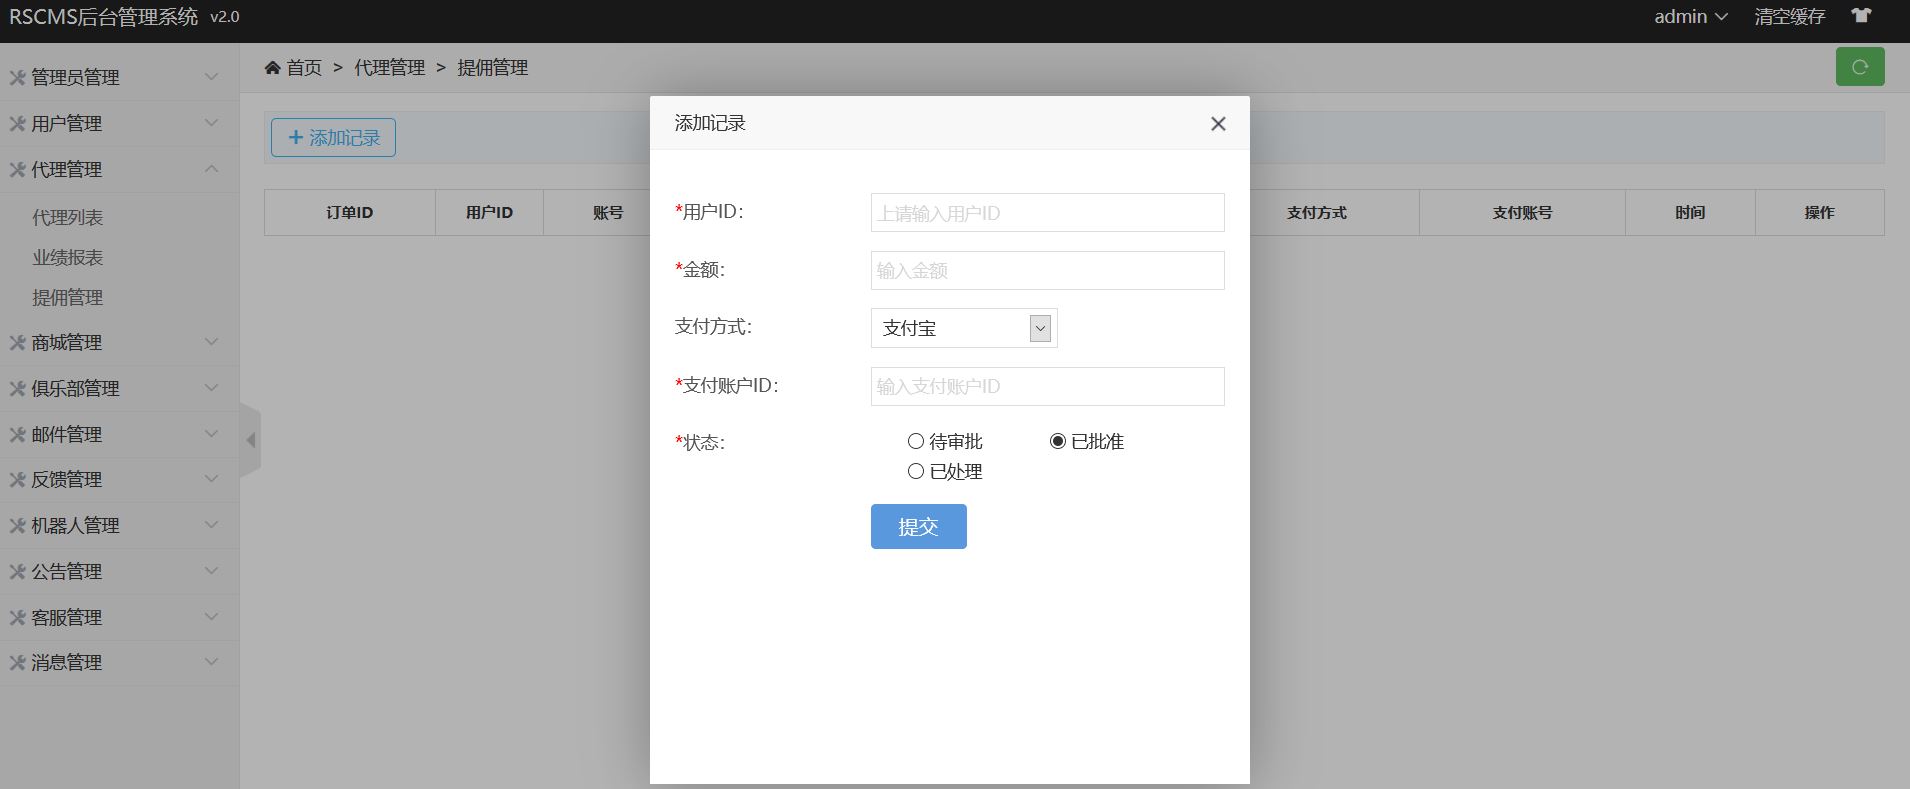 RSCMS后台管理系统 v2.0
admin 清空缓存
管理员管理
用户管理
代理管理
代理列表
业绩报表
提佣管理
商城管理
俱乐部管理
邮件管理
反馈管理
机器人管理
公告管理
客服管理
消息管理
首页 > 代理管理 > 提佣管理
添加记录
订单ID 用户ID 账号 支付方式 支付账号 时间 操作
添加记录
*用户ID: 上请输入用户ID
*金额: 输入金额
支付方式: 支付宝
*支付账户ID: 输入支付账户ID
*状态: 待审批 已批准
已处理
提交